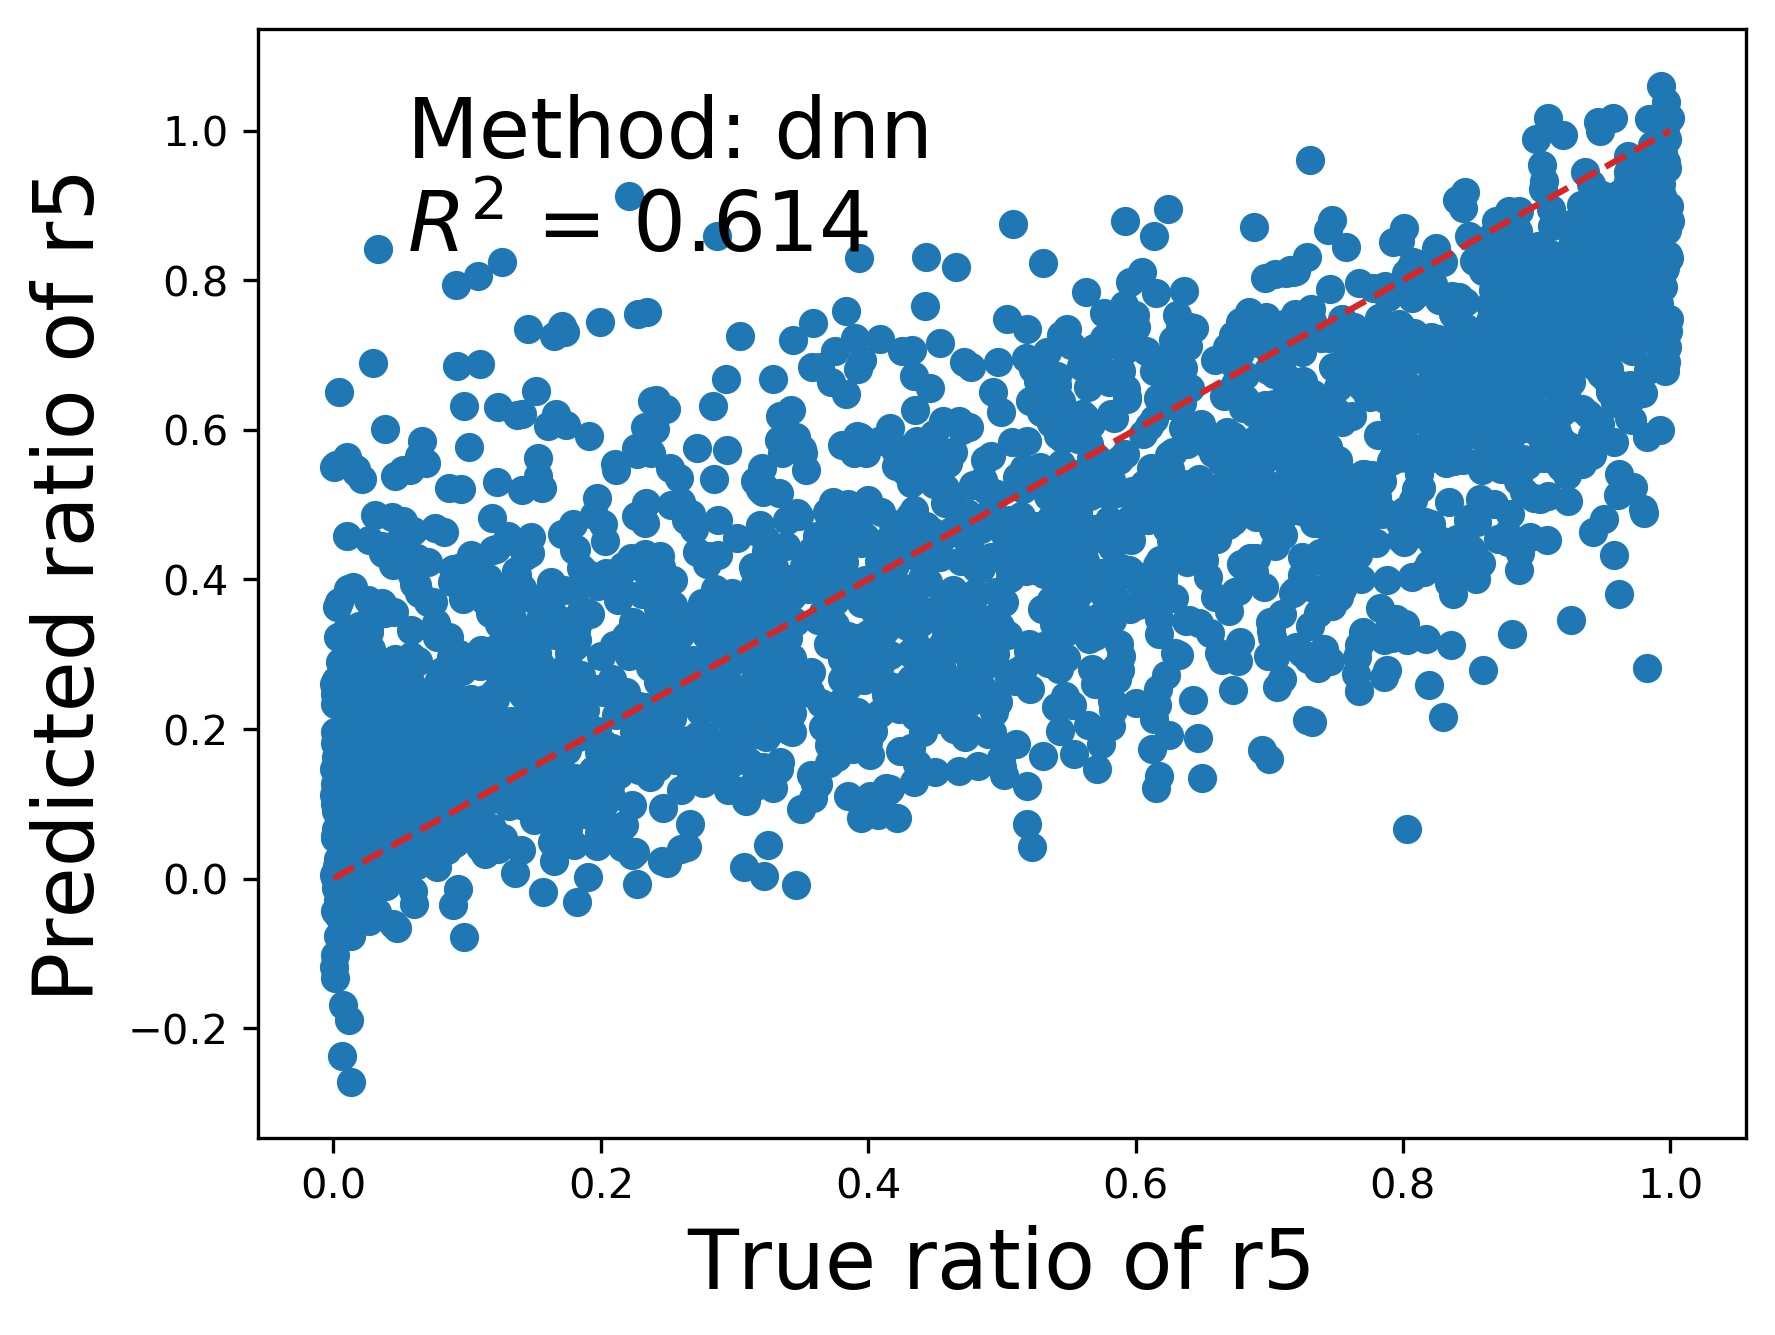 Method: dnn
R² = 0.614
Predicted ratio of r5
1.0
0.8
0.6
0.4
0.2
0.0
−0.2
0.0 0.2 0.4 0.6 0.8 1.0
True ratio of r5